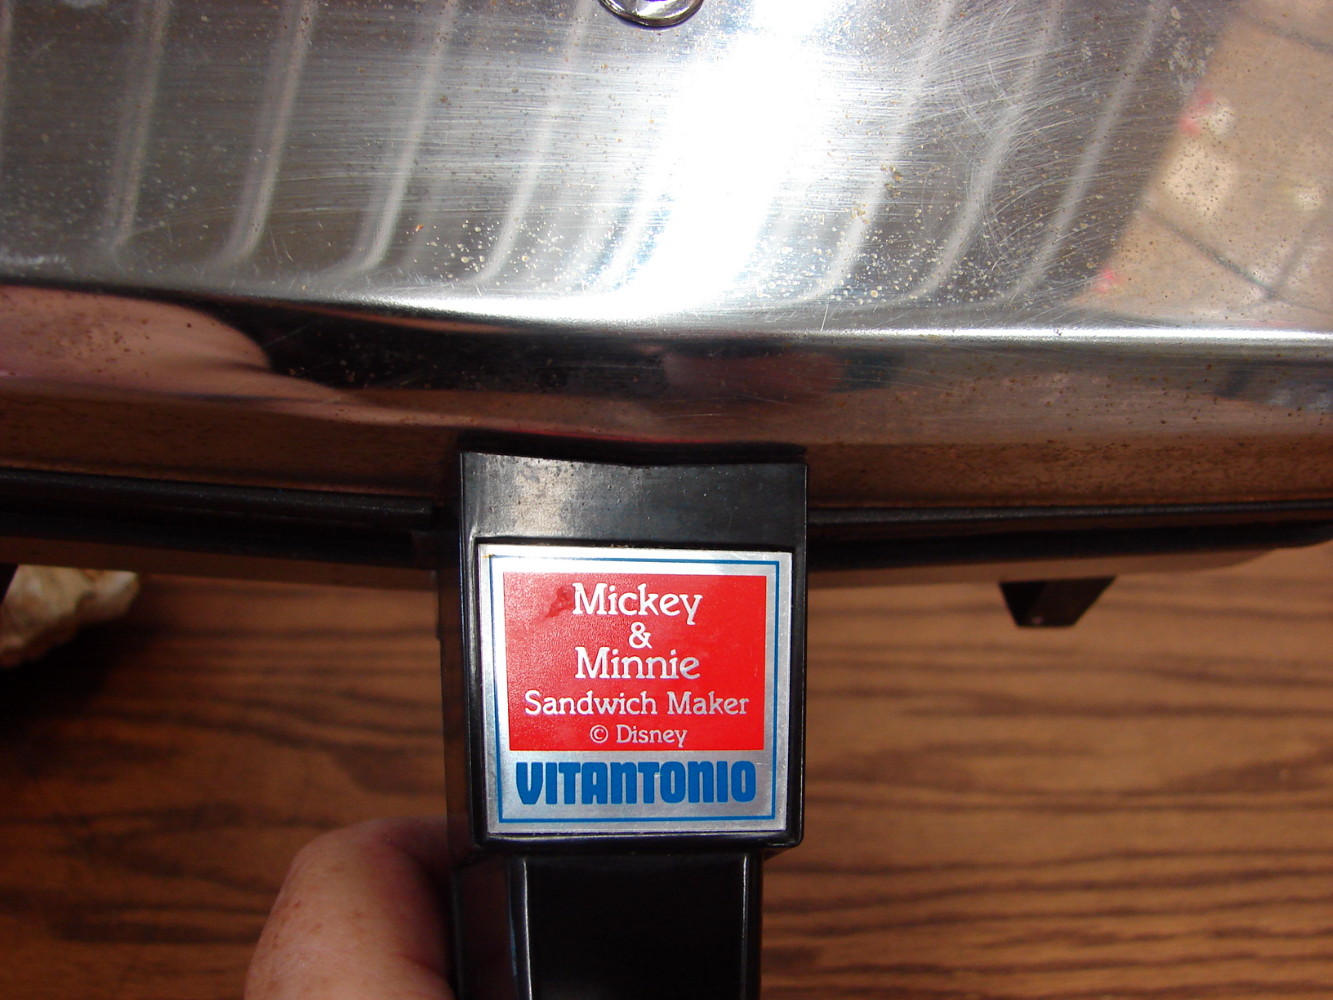 Mickey
&
Minnie
Sandwich Maker
© Disney
VITANTONIO